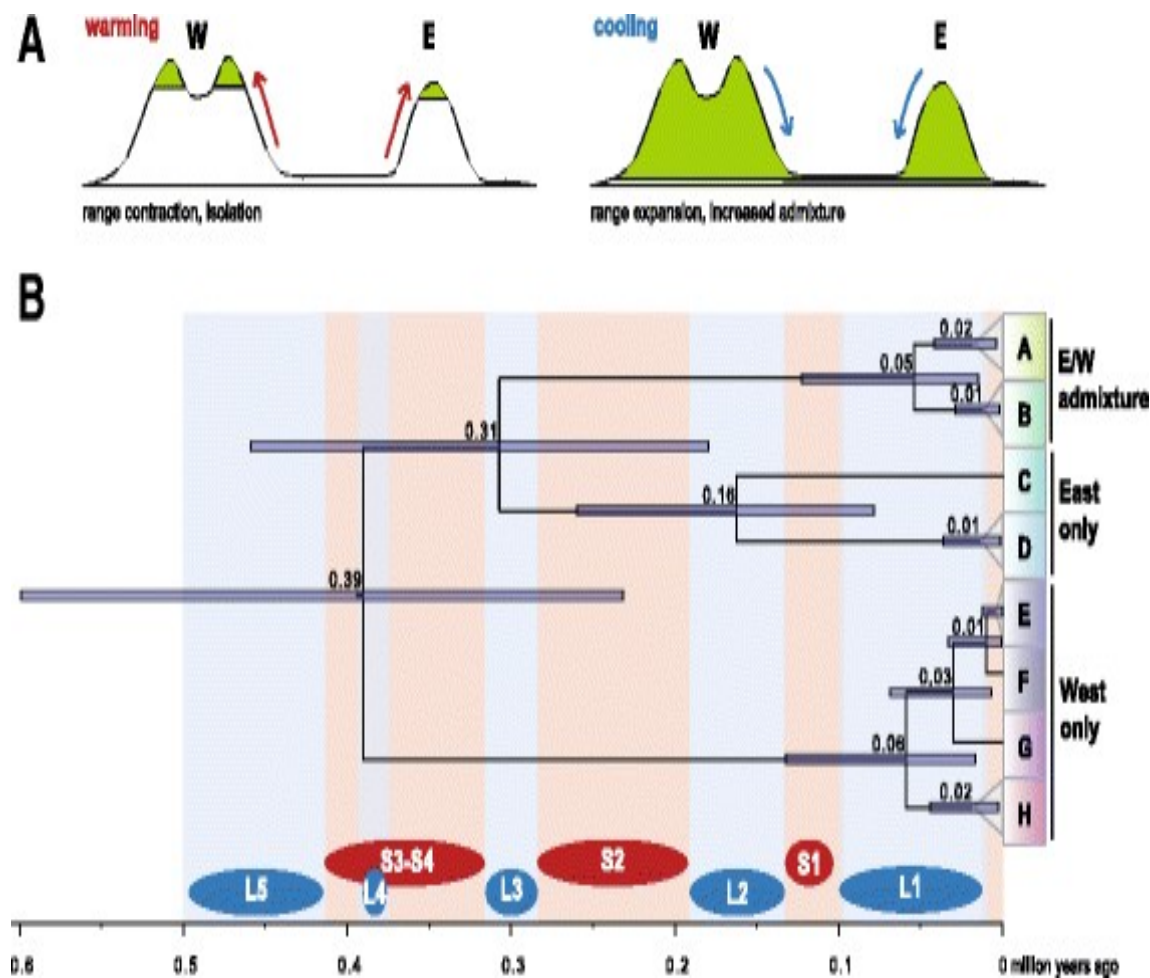 A
warming
W
E
cooling
W
E
range contraction, isolation
range expansion, increased admixture
B
0.02
A
E/W
admixture
0.05
0.01
B
0.31
C
East
only
0.16
0.01
D
0.39
E
0.01
F
West
only
0.03
G
0.06
0.02
H
S3-S4
S2
S1
L5
L4
L3
L2
L1
0.6
0.5
0.4
0.3
0.2
0.1
0 million years ago